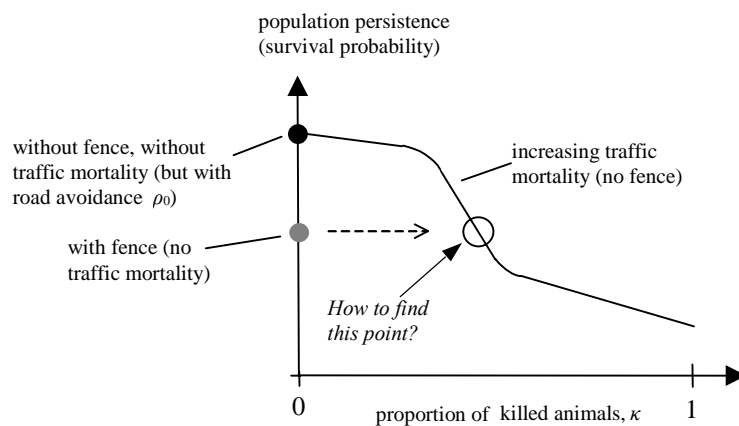 population persistence
(survival probability)
without fence, without
traffic mortality (but with
road avoidance ρ0)
increasing traffic
mortality (no fence)
with fence (no
traffic mortality)
How to find
this point?
0
1
proportion of killed animals, κ